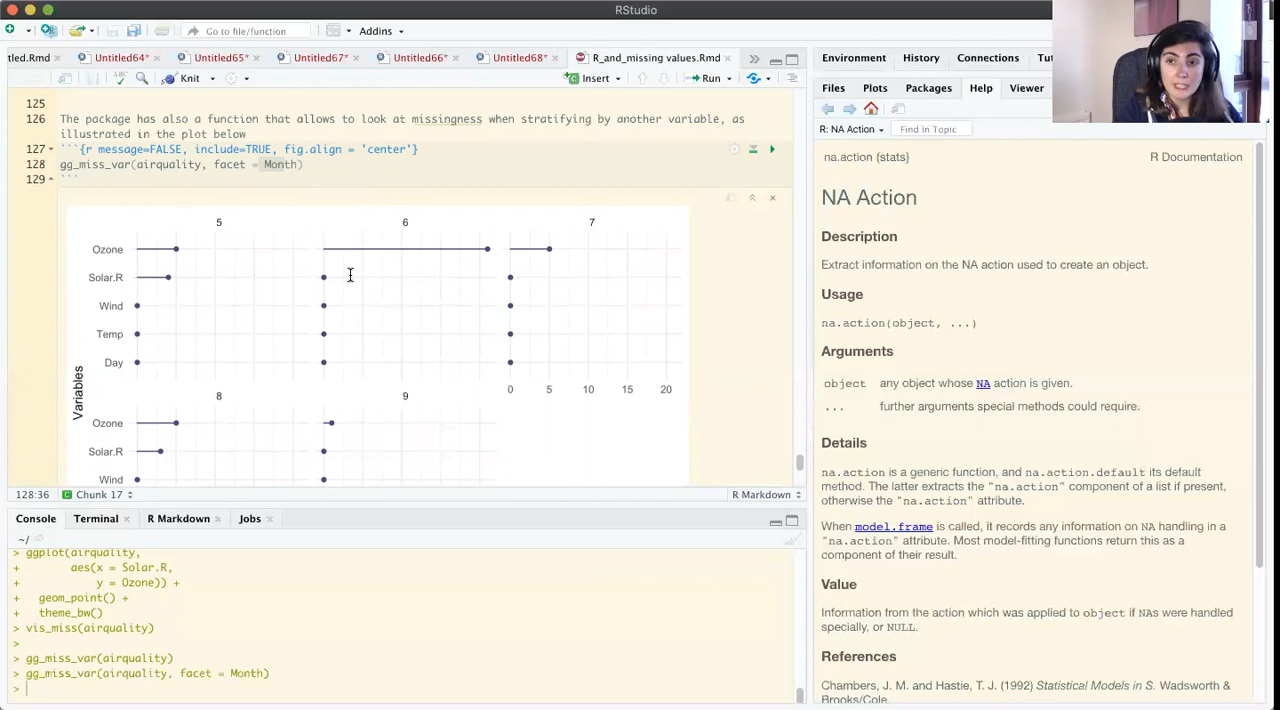 RStudio
Go to file/function
Addins
tled.Rmd
Untitled64*
Untitled65*
Untitled67*
Untitled66*
Untitled68*
R_and_missing values.Rmd
Knit
Insert
Run
125
126 The package has also a function that allows to look at missingness when stratifying by another variable, as
illustrated in the plot below
127 ```{r message=FALSE, include=TRUE, fig.align = 'center'}
128 gg_miss_var(airquality, facet = Month)
129 ```
5 6 7
Ozone
Solar.R
Wind
Temp
Day
0 5 10 15 20
Variables
8 9
Ozone
Solar.R
Wind
128:36 Chunk 17 R Markdown
Console Terminal R Markdown Jobs
~/
> ggplot(airquality,
+ aes(x = Solar.R,
+ y = Ozone)) +
+ geom_point() +
+ theme_bw()
> vis_miss(airquality)
>
> gg_miss_var(airquality)
> gg_miss_var(airquality, facet = Month)
>
Environment History Connections Tut
Files Plots Packages Help Viewer
R: NA Action Find in Topic
na.action {stats} R Documentation
NA Action
Description
Extract information on the NA action used to create an object.
Usage
na.action(object, ...)
Arguments
object any object whose NA action is given.
... further arguments special methods could require.
Details
na.action is a generic function, and na.action.default its default
method. The latter extracts the "na.action" component of a list if present,
otherwise the "na.action" attribute.
When model.frame is called, it records any information on NA handling in a
"na.action" attribute. Most model-fitting functions return this as a
component of their result.
Value
Information from the action which was applied to object if NAs were handled
specially, or NULL.
References
Chambers, J. M. and Hastie, T. J. (1992) Statistical Models in S. Wadsworth &
Brooks/Cole.